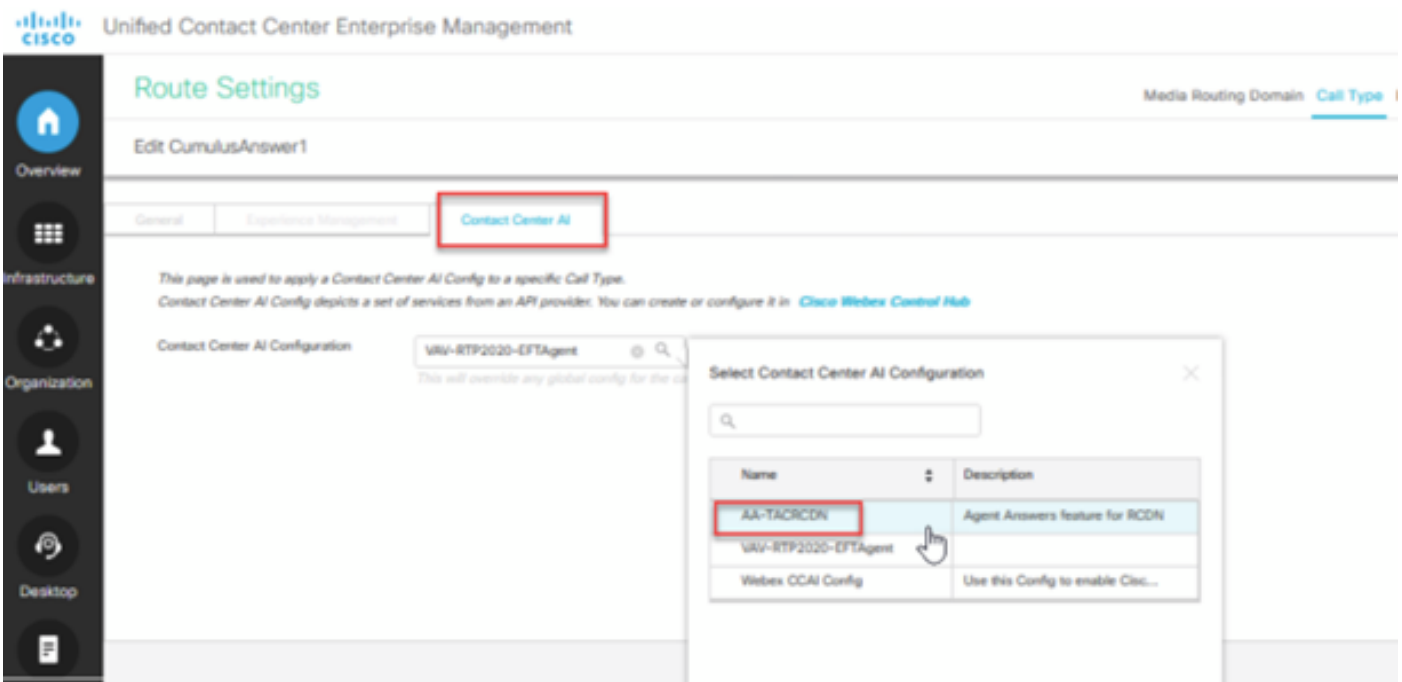 CISCO
Unified Contact Center Enterprise Management
Route Settings
Media Routing Domain Call Type
Edit CumulusAnswer1
Overview
Infrastructure
Organization
Users
Desktop
General Experience Management Contact Center AI
This page is used to apply a Contact Center AI Config to a specific Call Type.
Contact Center AI Config depicts a set of services from an API provider. You can create or configure it in Cisco Webex Control Hub
Contact Center AI Configuration VAV-RTP2020-EFTAgent
This will override any global config for the ca
Select Contact Center AI Configuration
Name Description
AA-TACRCDN Agent Answers feature for RCDN
VAV-RTP2020-EFTAgent
Webex CCAI Config Use this Config to enable Cisc...